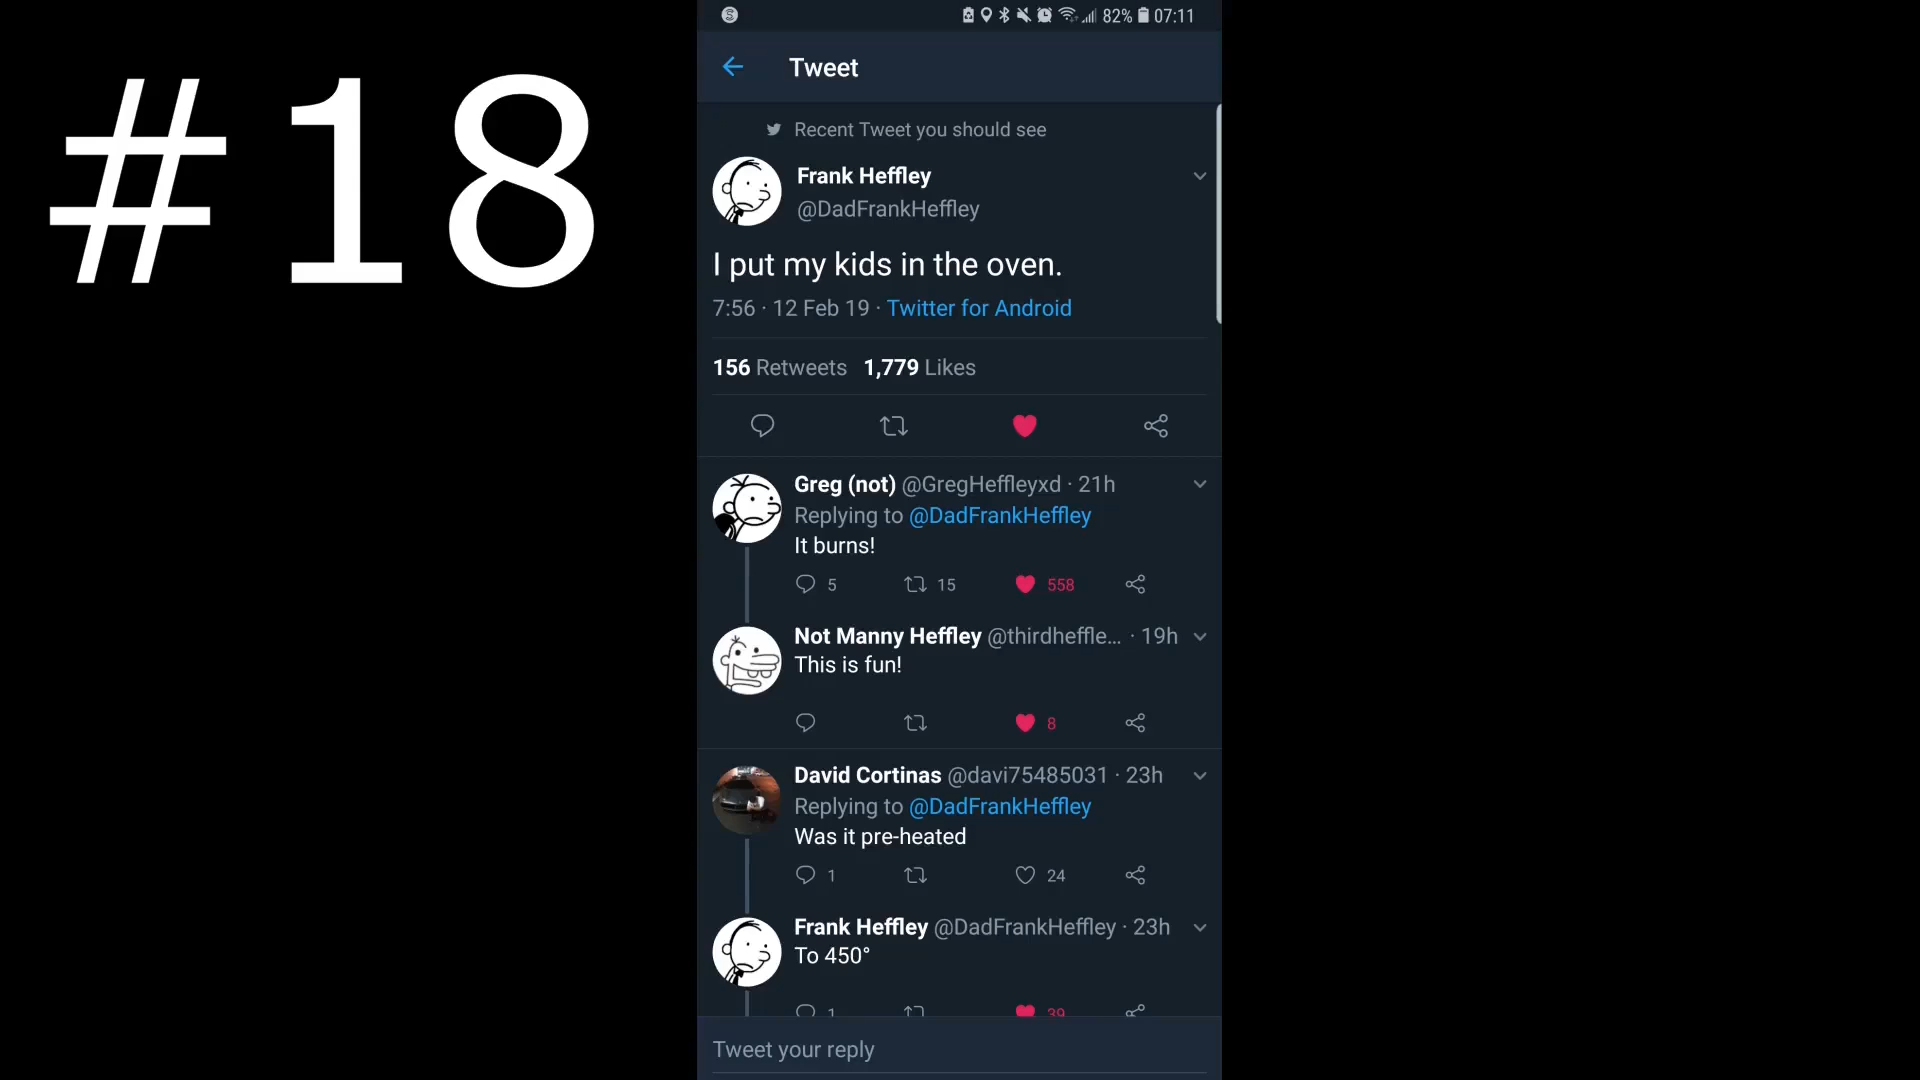 #18
82% 07:11
Tweet
Recent Tweet you should see
Frank Heffley
@DadFrankHeffley
I put my kids in the oven.
7:56 · 12 Feb 19 · Twitter for Android
156 Retweets 1,779 Likes
Greg (not) @GregHeffleyxd · 21h
Replying to @DadFrankHeffley
It burns!
5 15 558
Not Manny Heffley @thirdheffle... · 19h
This is fun!
8
David Cortinas @davi75485031 · 23h
Replying to @DadFrankHeffley
Was it pre-heated
1 24
Frank Heffley @DadFrankHeffley · 23h
To 450°
1 39
Tweet your reply